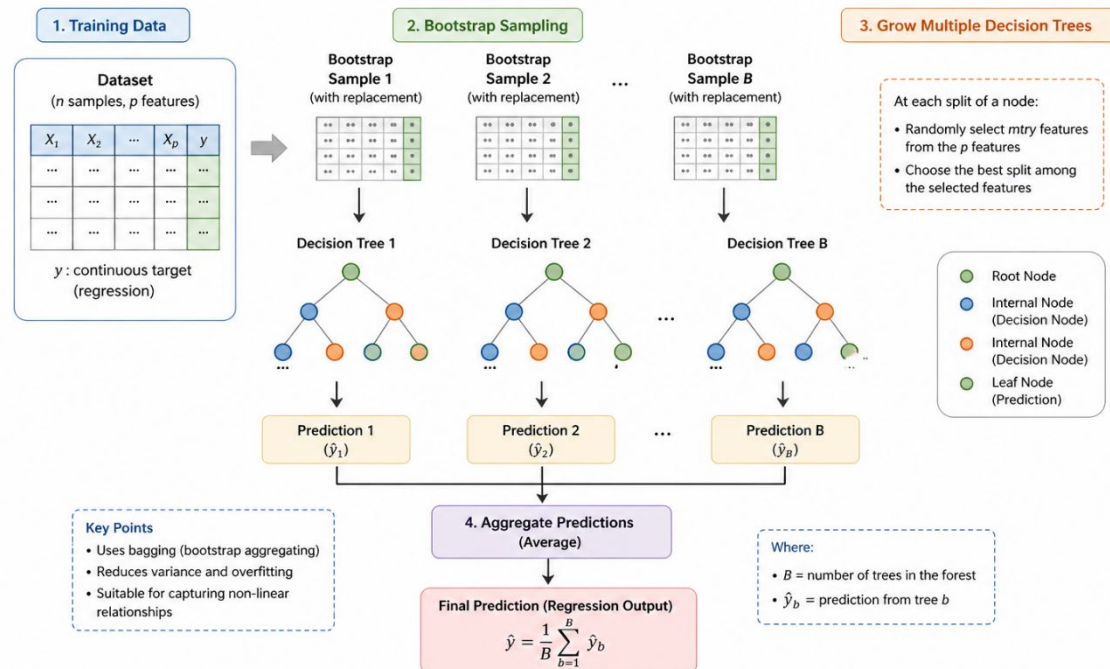 1. Training Data
2. Bootstrap Sampling
3. Grow Multiple Decision Trees
Dataset
(n samples, p features)
X₁ X₂ ... Xₚ y
... ... ... ... ...
... ... ... ... ...
... ... ... ... ...
y : continuous target
(regression)
Bootstrap
Sample 1
(with replacement)
Bootstrap
Sample 2
(with replacement)
...
Bootstrap
Sample B
(with replacement)
At each split of a node:
• Randomly select mtry features
from the p features
• Choose the best split among
the selected features
Decision Tree 1
Decision Tree 2
Decision Tree B
...
...
...
...
Root Node
Internal Node
(Decision Node)
Internal Node
(Decision Node)
Leaf Node
(Prediction)
Prediction 1
(ŷ₁)
Prediction 2
(ŷ₂)
...
Prediction B
(ŷ_B)
Key Points
• Uses bagging (bootstrap aggregating)
• Reduces variance and overfitting
• Suitable for capturing non-linear
relationships
4. Aggregate Predictions
(Average)
Where:
• B = number of trees in the forest
• ŷ_b = prediction from tree b
Final Prediction (Regression Output)
ŷ = 1/B ∑_{b=1}^{B} ŷ_b